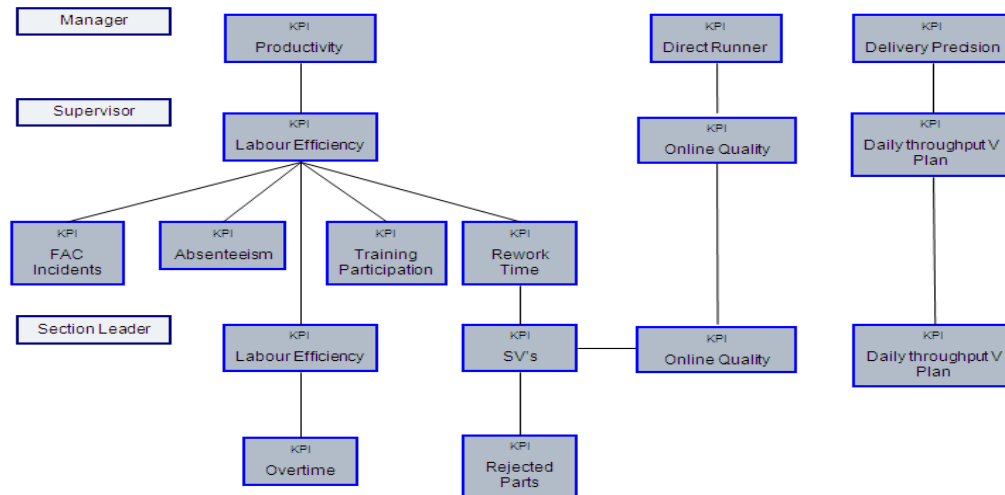 Manager
KPI
Productivity
KPI
Direct Runner
KPI
Delivery Precision
Supervisor
KPI
Labour Efficiency
KPI
Online Quality
KPI
Daily throughput V
Plan
KPI
FAC
Incidents
KPI
Absenteeism
KPI
Training
Participation
KPI
Rework
Time
Section Leader
KPI
Labour Efficiency
KPI
SV's
KPI
Online Quality
KPI
Daily throughput V
Plan
KPI
Overtime
KPI
Rejected
Parts